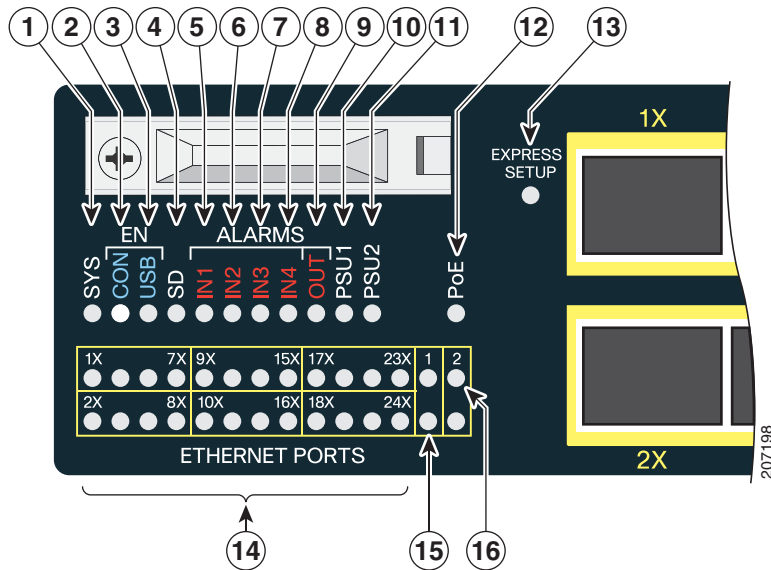 1 2 3 4 5 6 7 8 9 10 11 12 13
1X
EXPRESS
SETUP
EN ALARMS
SYS CON USB SD IN1 IN2 IN3 IN4 OUT PSU1 PSU2 PoE
1X 7X 9X 15X 17X 23X 1 2
2X 8X 10X 16X 18X 24X
ETHERNET PORTS
2X
207198
14 15 16